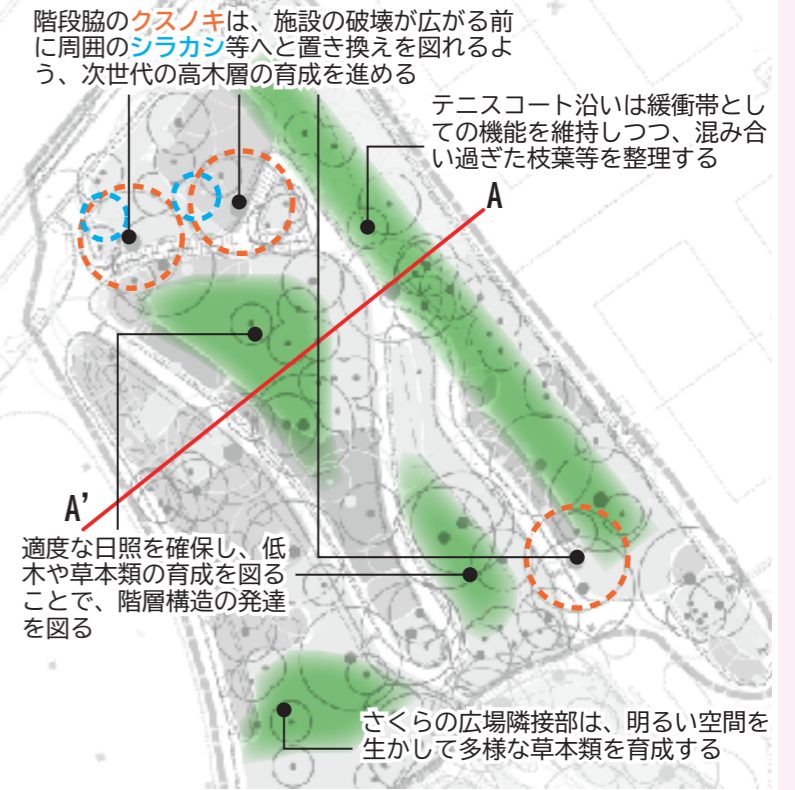 階段脇のクスノキは、施設の破壊が広がる前
に周囲のシラカシ等へと置き換えを図れるよ
う、次世代の高木層の育成を進める
テニスコート沿いは緩衝帯とし
ての機能を維持しつつ、混み合
い過ぎた枝葉等を整理する
A
A’
適度な日照を確保し、低
木や草本類の育成を図る
ことで、階層構造の発達
を図る
さくらの広場隣接部は、明るい空間を
生かして多様な草本類を育成する